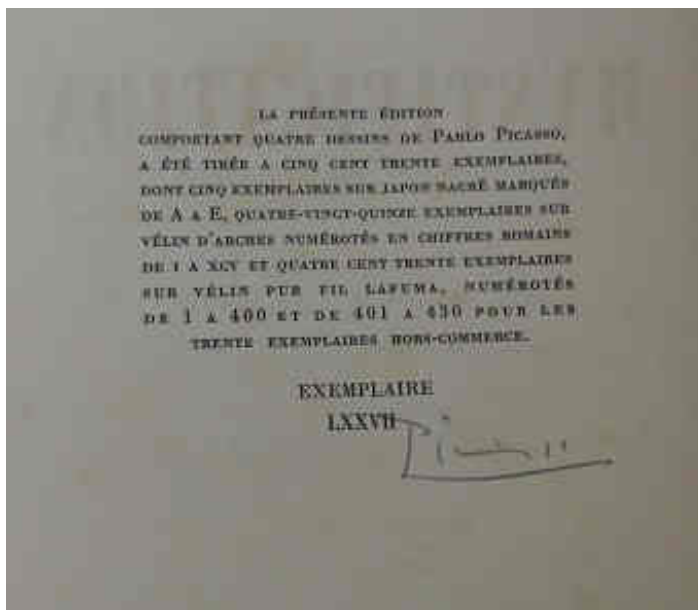 LA PRÉSENTE ÉDITION
COMPORTANT QUATRE DESSINS DE PABLO PICASSO,
A ÉTÉ TIRÉE A CINQ CENT TRENTE EXEMPLAIRES,
DONT CINQ EXEMPLAIRES SUR JAPON NACRÉ MARQUÉS
DE A A E, QUATRE-VINGT-QUINZE EXEMPLAIRES SUR
VÉLIN D'ARCHES NUMÉROTÉS EN CHIFFRES ROMAINS
DE I A XCV ET QUATRE CENT TRENTE EXEMPLAIRES
SUR VÉLIN PUR FIL LAFUMA, NUMÉROTÉS
DE 1 A 400 ET DE 401 A 430 POUR LES
TRENTE EXEMPLAIRES HORS-COMMERCE.
EXEMPLAIRE
LXXVII